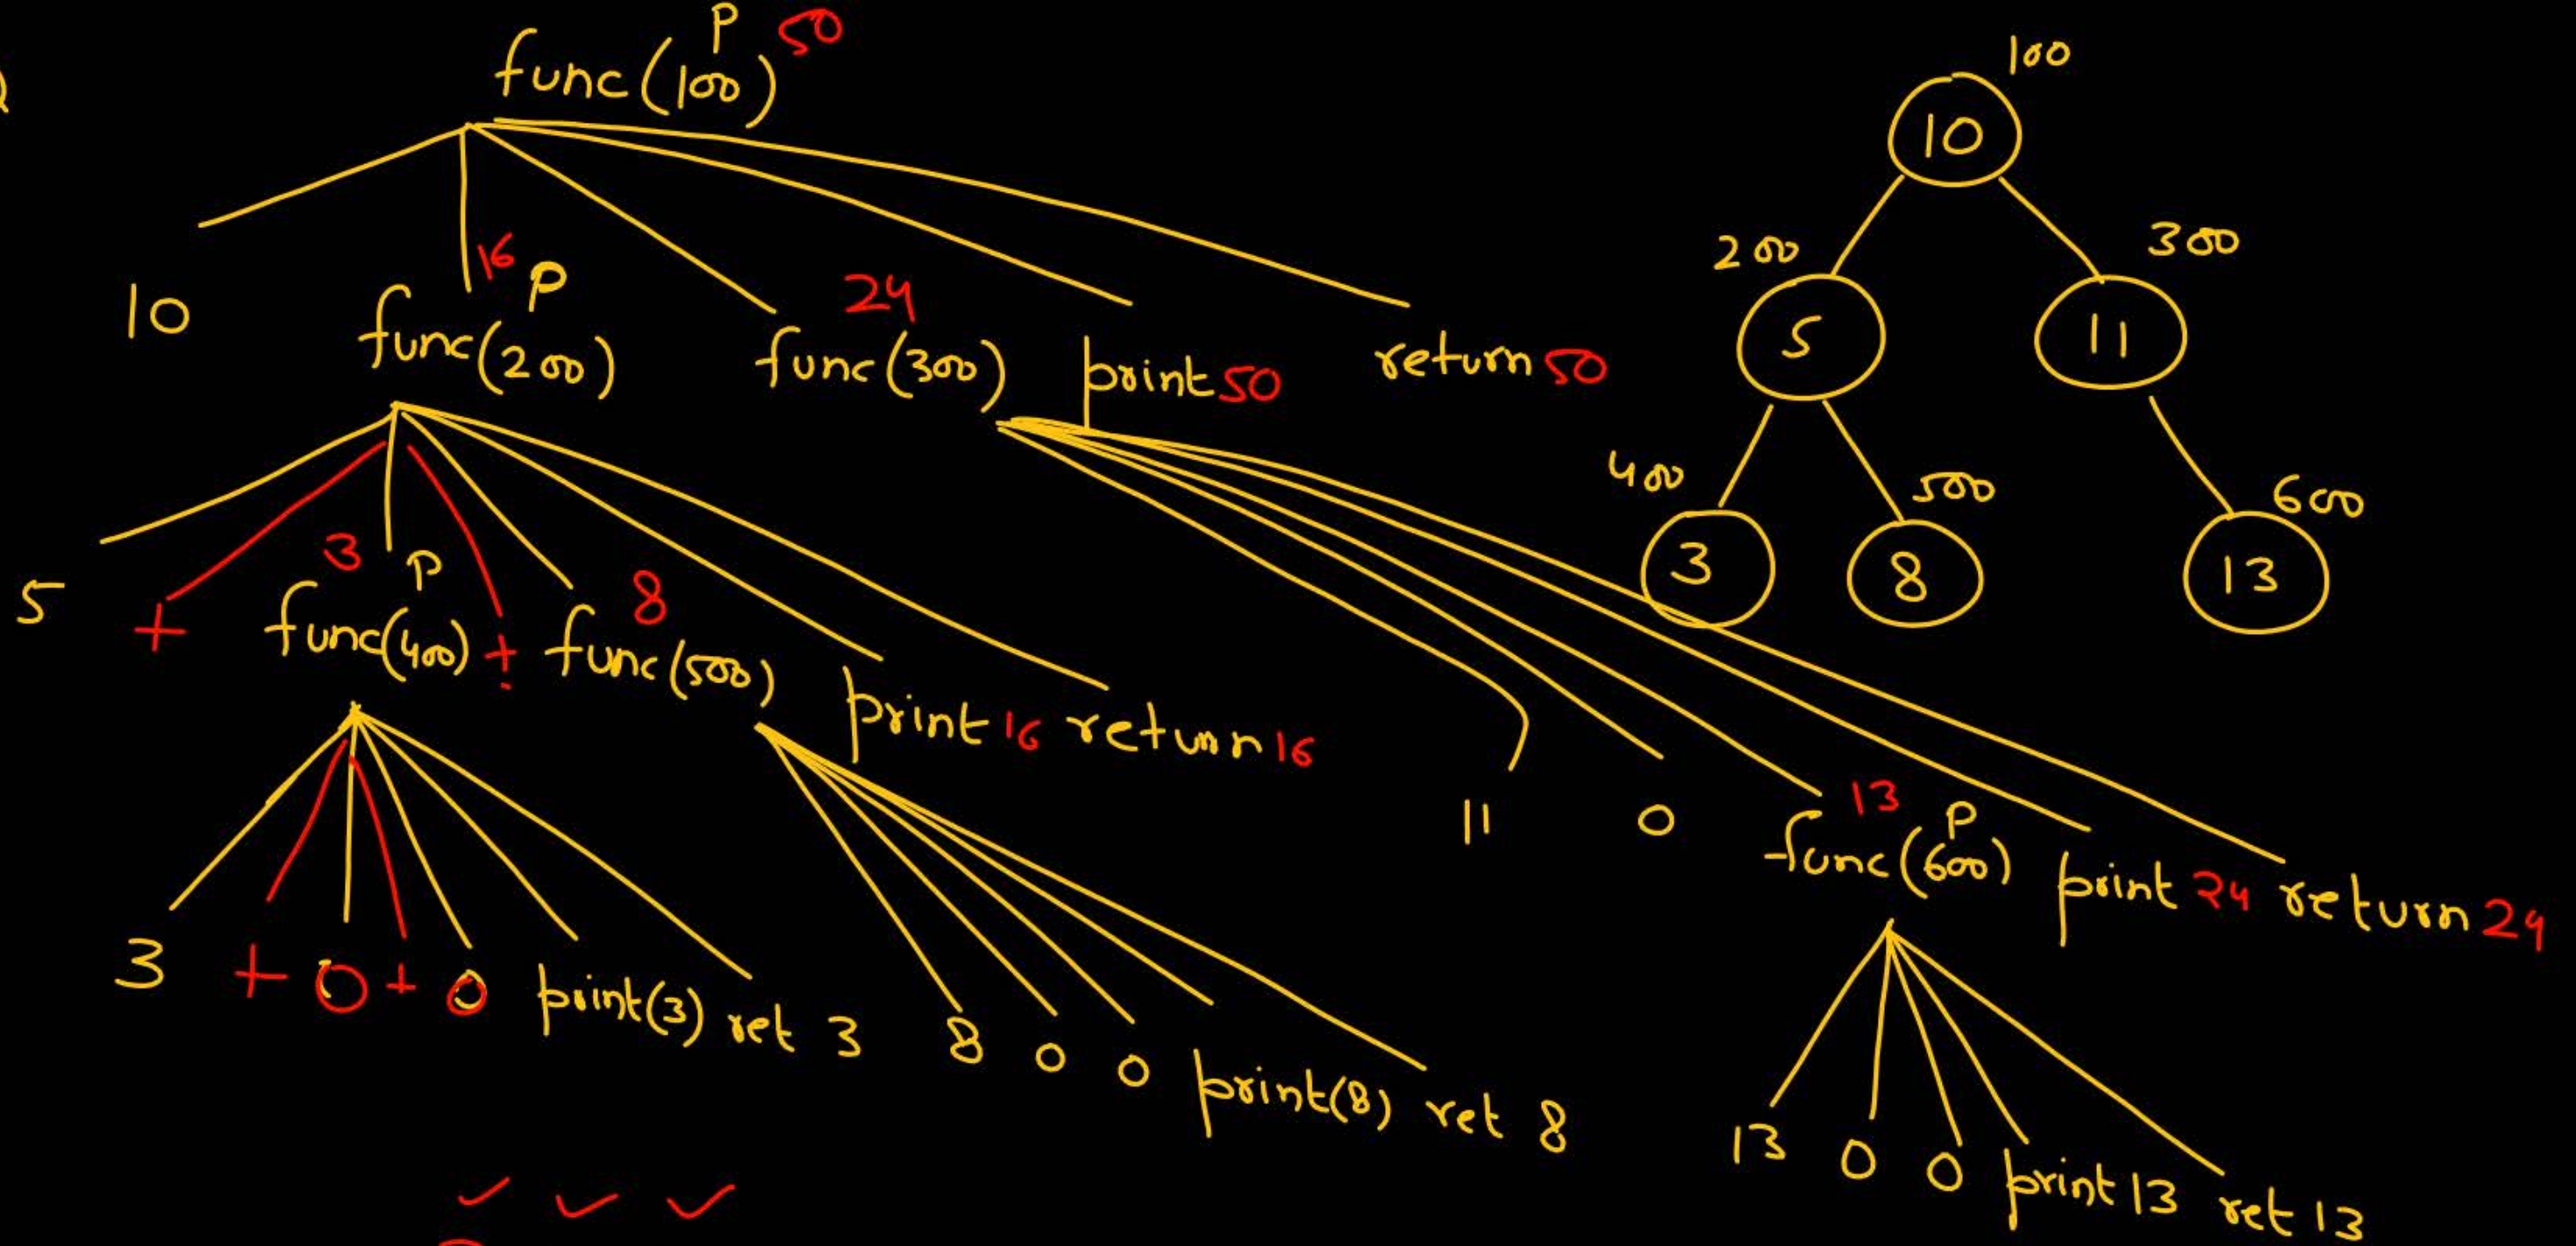 P 50
func(100)
100
10
200 300
5 11
400 500 600
3 8 13
10
16 P
func(200)
24
func(300) print 50 return 50
5 +
3 P
func(400) +
8
func(500) print 16 return 16
11 0
13 P
func(600) print 24 return 24
3 + 0 + 0 print(3) ret 3
8 0 0 print(8) ret 8
13 0 0 print 13 ret 13